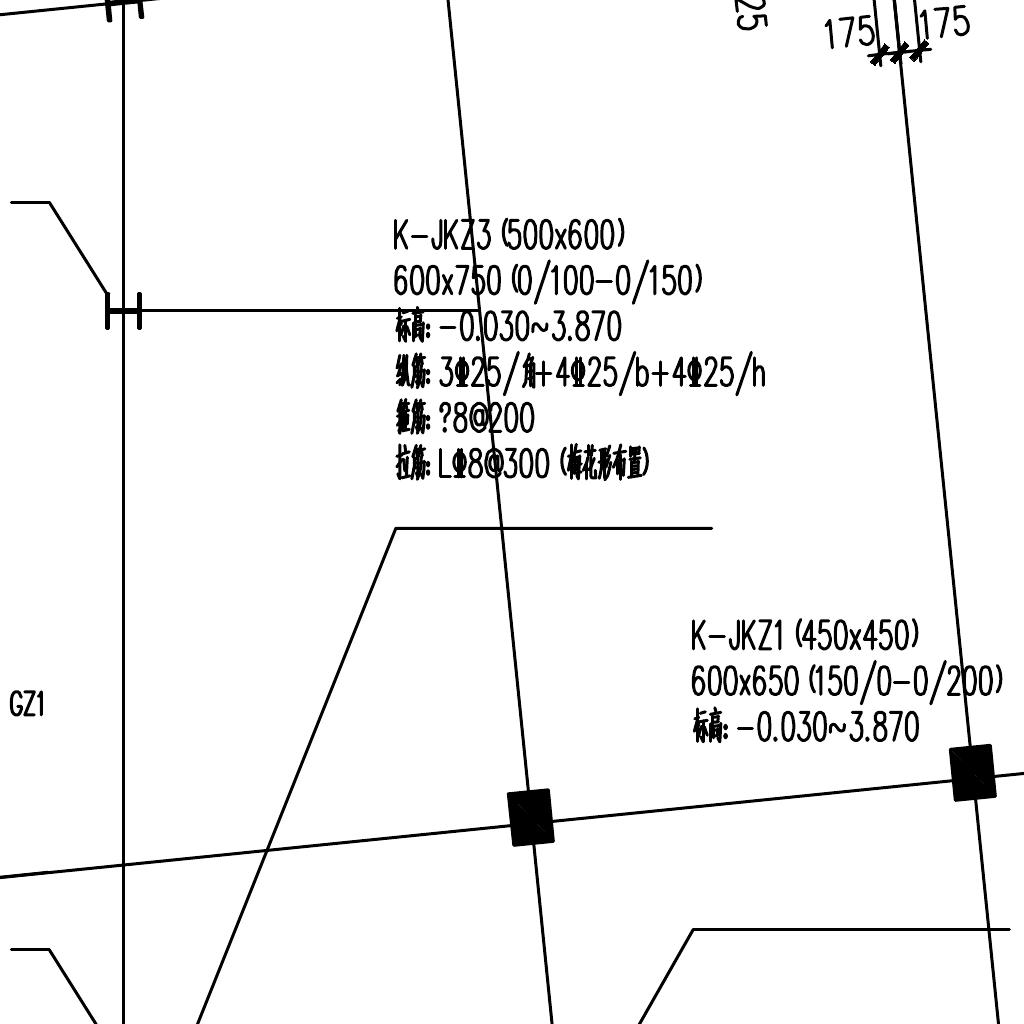 25
175
175
K-JKZ3 (500x600)
600x750 (0/100-0/150)
标高: -0.030~3.870
纵筋: 3Φ25/角+4Φ25/b+4Φ25/h
箍筋: ?8@200
拉筋: LΦ8@300 (梅花形布置)
K-JKZ1 (450x450)
600x650 (150/0-0/200)
标高: -0.030~3.870
GZ1